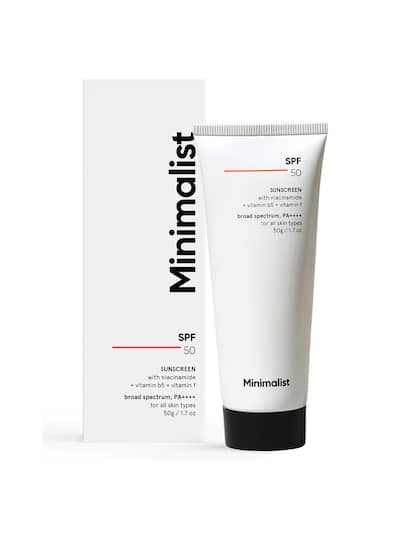 Minimalist
SPF
50
SUNSCREEN
with niacinamide
+ vitamin b5 + vitamin f
broad spectrum, PA++++
for all skin types
50g / 1.7 oz
SPF
50
SUNSCREEN
with niacinamide
+ vitamin b5 + vitamin f
broad spectrum, PA++++
for all skin types
50g / 1.7 oz
Minimalist